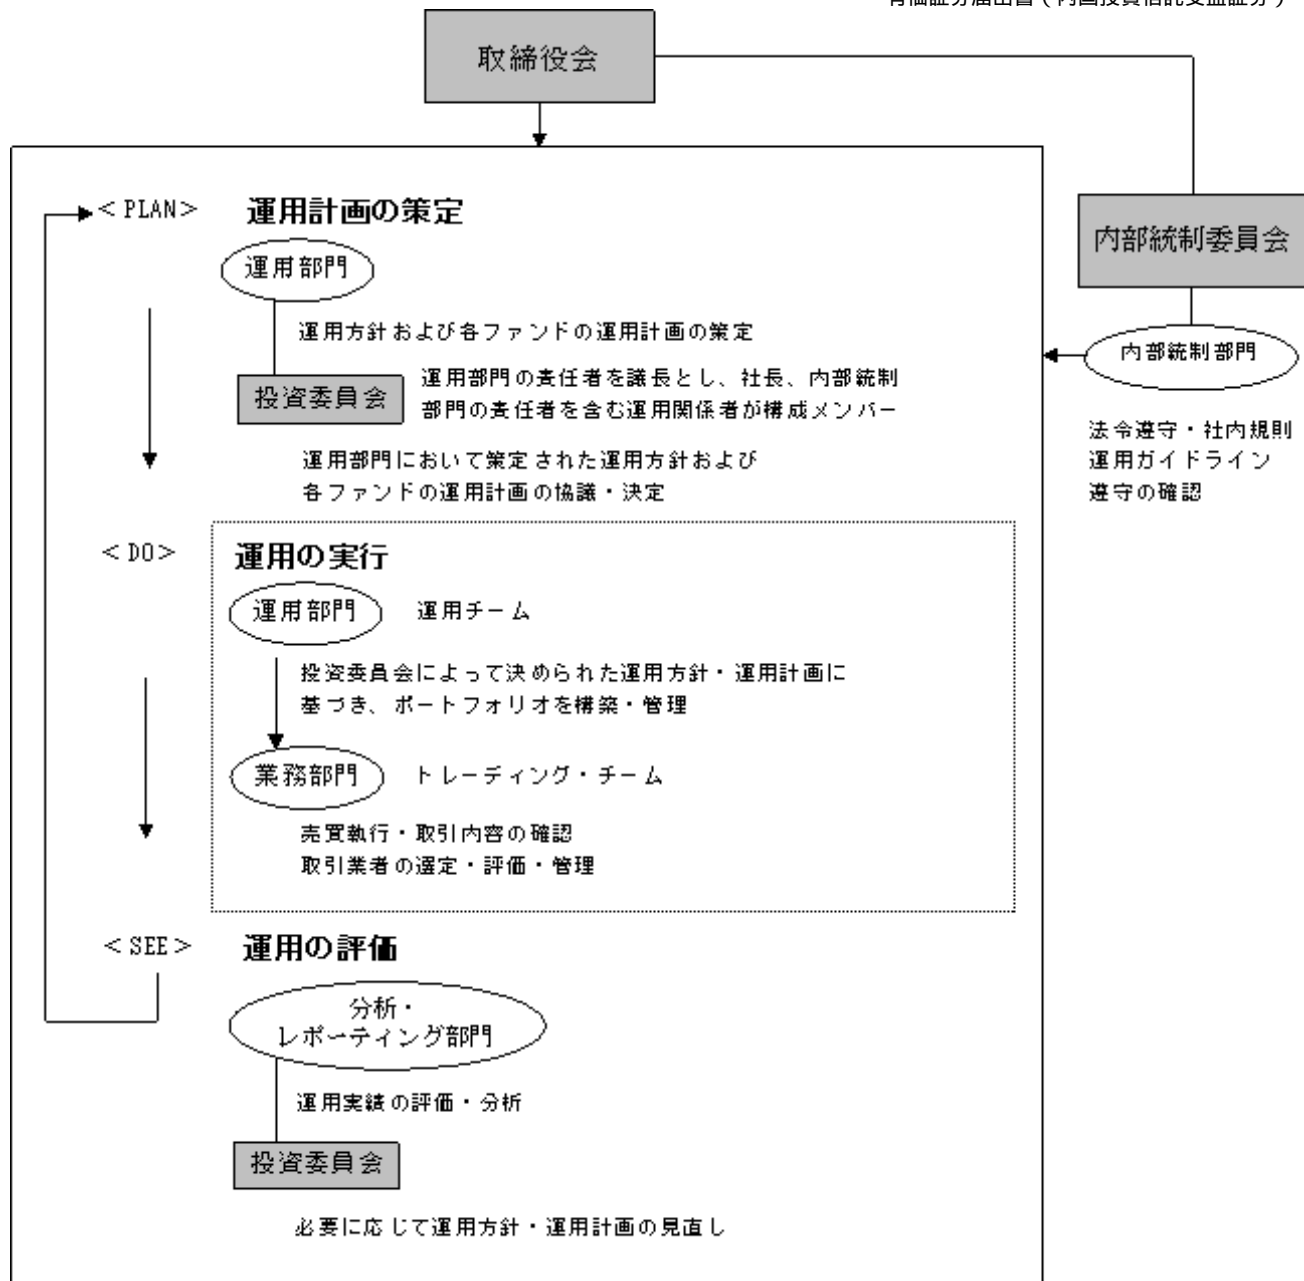 有価証券届出書（内国投資信託受益証券）
取締役会
<PLAN>
運用計画の策定
運用部門
運用方針および各ファンドの運用計画の策定
投資委員会
運用部門の責任者を議長とし、社長、内部統制
部門の責任者を含む運用関係者が構成メンバー
運用部門において策定された運用方針および
各ファンドの運用計画の協議・決定
内部統制委員会
内部統制部門
法令遵守・社内規則
運用ガイドライン
遵守の確認
<DO>
運用の実行
運用部門
運用チーム
投資委員会によって決められた運用方針・運用計画に
基づき、ポートフォリオを構築・管理
業務部門
トレーディング・チーム
売買執行・取引内容の確認
取引業者の選定・評価・管理
<SEE>
運用の評価
分析・
レポーティング部門
運用実績の評価・分析
投資委員会
必要に応じて運用方針・運用計画の見直し